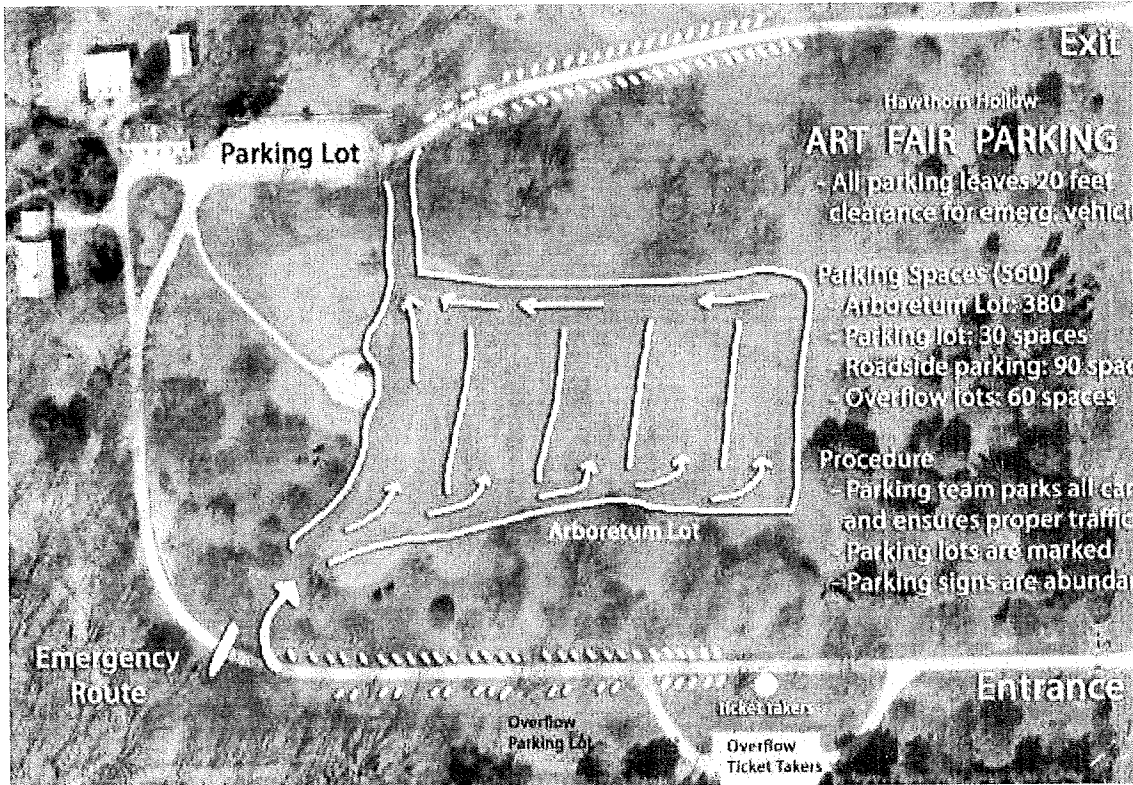 Exit
Hawthorn Hollow
ART FAIR PARKING
- All parking leaves 20 feet
clearance for emerg. vehicl
Parking Lot
Parking Spaces (560)
- Arboretum Lot: 380
- Parking lot: 30 spaces
- Roadside parking: 90 spac
- Overflow lots: 60 spaces
Procedure
- Parking team parks all car
and ensures proper traffic
- Parking lots are marked
- Parking signs are abundan
Arboretum Lot
Emergency
Route
Entrance
Ticket Takers
Overflow
Parking Lot
Overflow
Ticket Takers